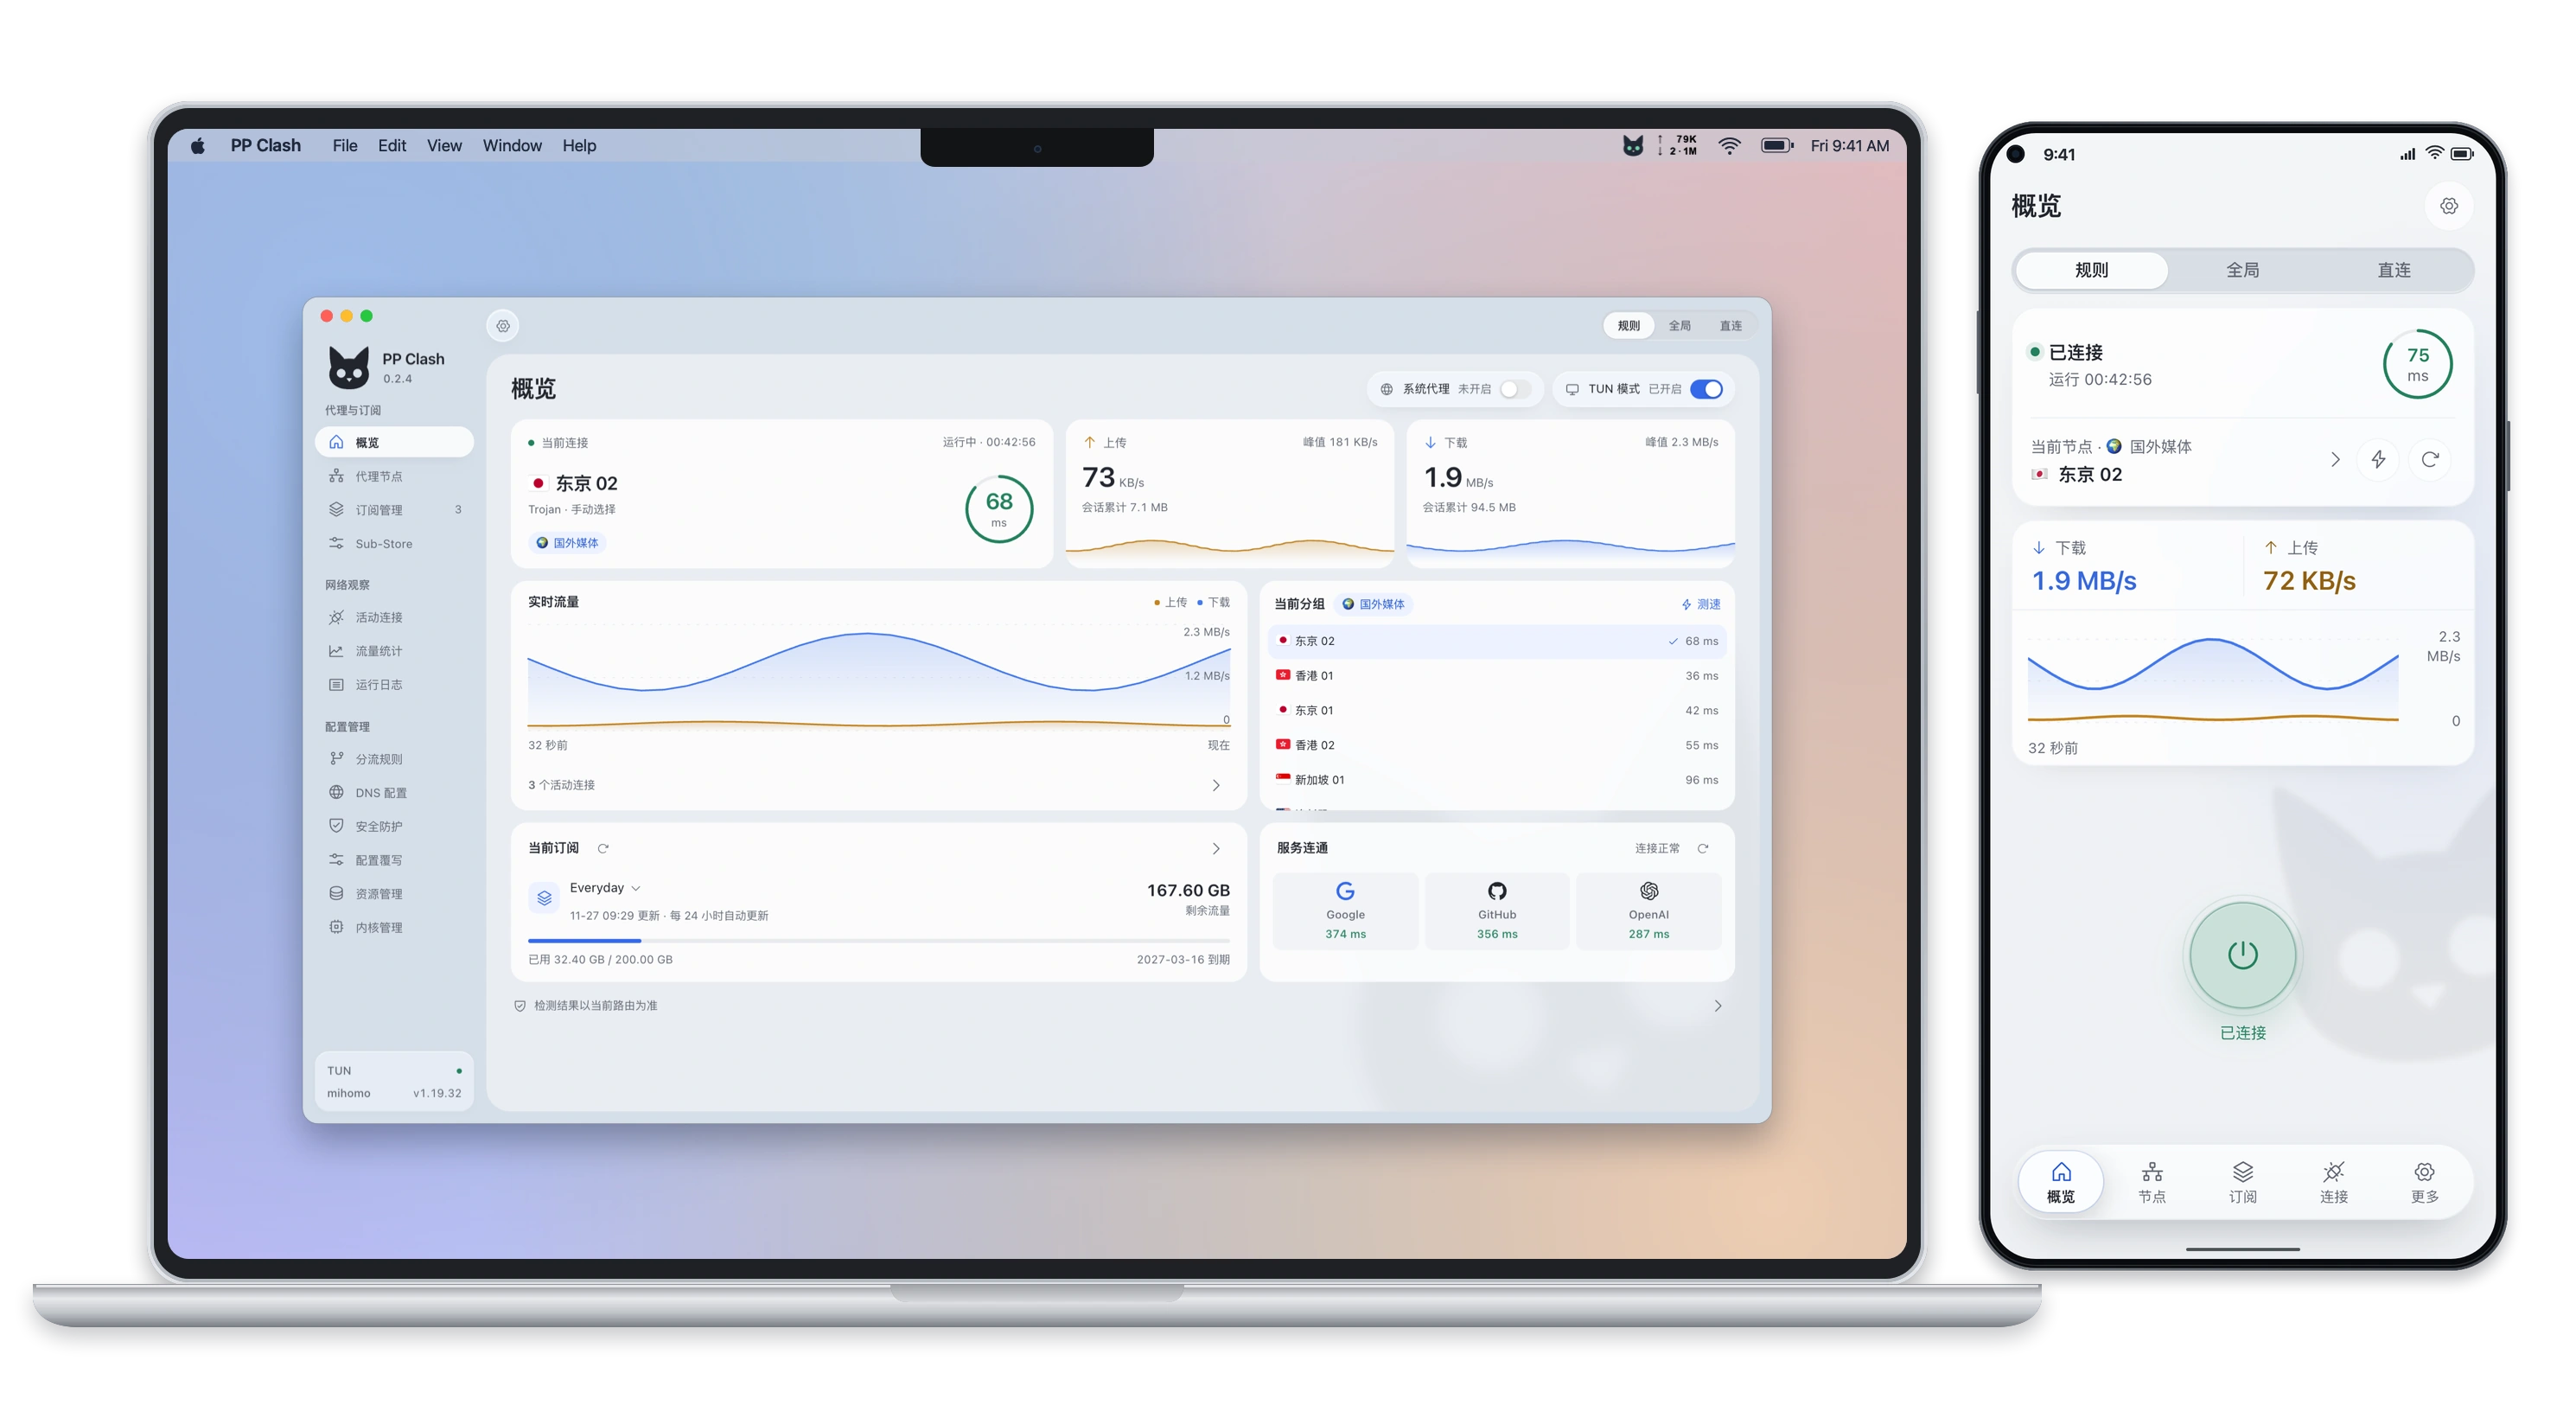 PP Clash File Edit View Window Help
↑ 79K
↓ 2·1M
Fri 9:41 AM
PP Clash
0.2.4
代理与订阅
概览
代理节点
订阅管理 3
Sub-Store
网络观察
活动连接
流量统计
运行日志
配置管理
分流规则
DNS 配置
安全防护
配置覆写
资源管理
内核管理
TUN
mihomo v1.19.32
规则 全局 直连
概览
系统代理 未开启
TUN 模式 已开启
当前连接 运行中 · 00:42:56
东京 02
Trojan · 手动选择
国外媒体
68
ms
↑ 上传 峰值 181 KB/s
73 KB/s
会话累计 7.1 MB
↓ 下载 峰值 2.3 MB/s
1.9 MB/s
会话累计 94.5 MB
实时流量 上传 下载
2.3 MB/s
1.2 MB/s
0
32 秒前 现在
3 个活动连接
当前分组 国外媒体 测速
东京 02 68 ms
香港 01 36 ms
东京 01 42 ms
香港 02 55 ms
新加坡 01 96 ms
当前订阅
Everyday
11-27 09:29 更新 · 每 24 小时自动更新
167.60 GB
剩余流量
已用 32.40 GB / 200.00 GB 2027-03-16 到期
服务连通 连接正常
Google
374 ms
GitHub
356 ms
OpenAI
287 ms
检测结果以当前路由为准
9:41
概览
规则 全局 直连
已连接
运行 00:42:56
75
ms
当前节点 · 国外媒体
东京 02
↓ 下载
1.9 MB/s
↑ 上传
72 KB/s
2.3
MB/s
0
32 秒前
已连接
概览 节点 订阅 连接 更多